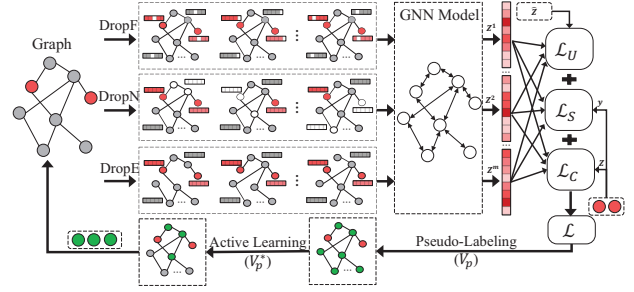 Graph
DropF
DropN
DropE
GNN Model
Z¹
Z²
...
Zᵐ
z̄
ℒ_U
+
ℒ_S
+
ℒ_C
y
Z
ℒ
Active Learning
(V_p^*)
Pseudo-Labeling
(V_p)